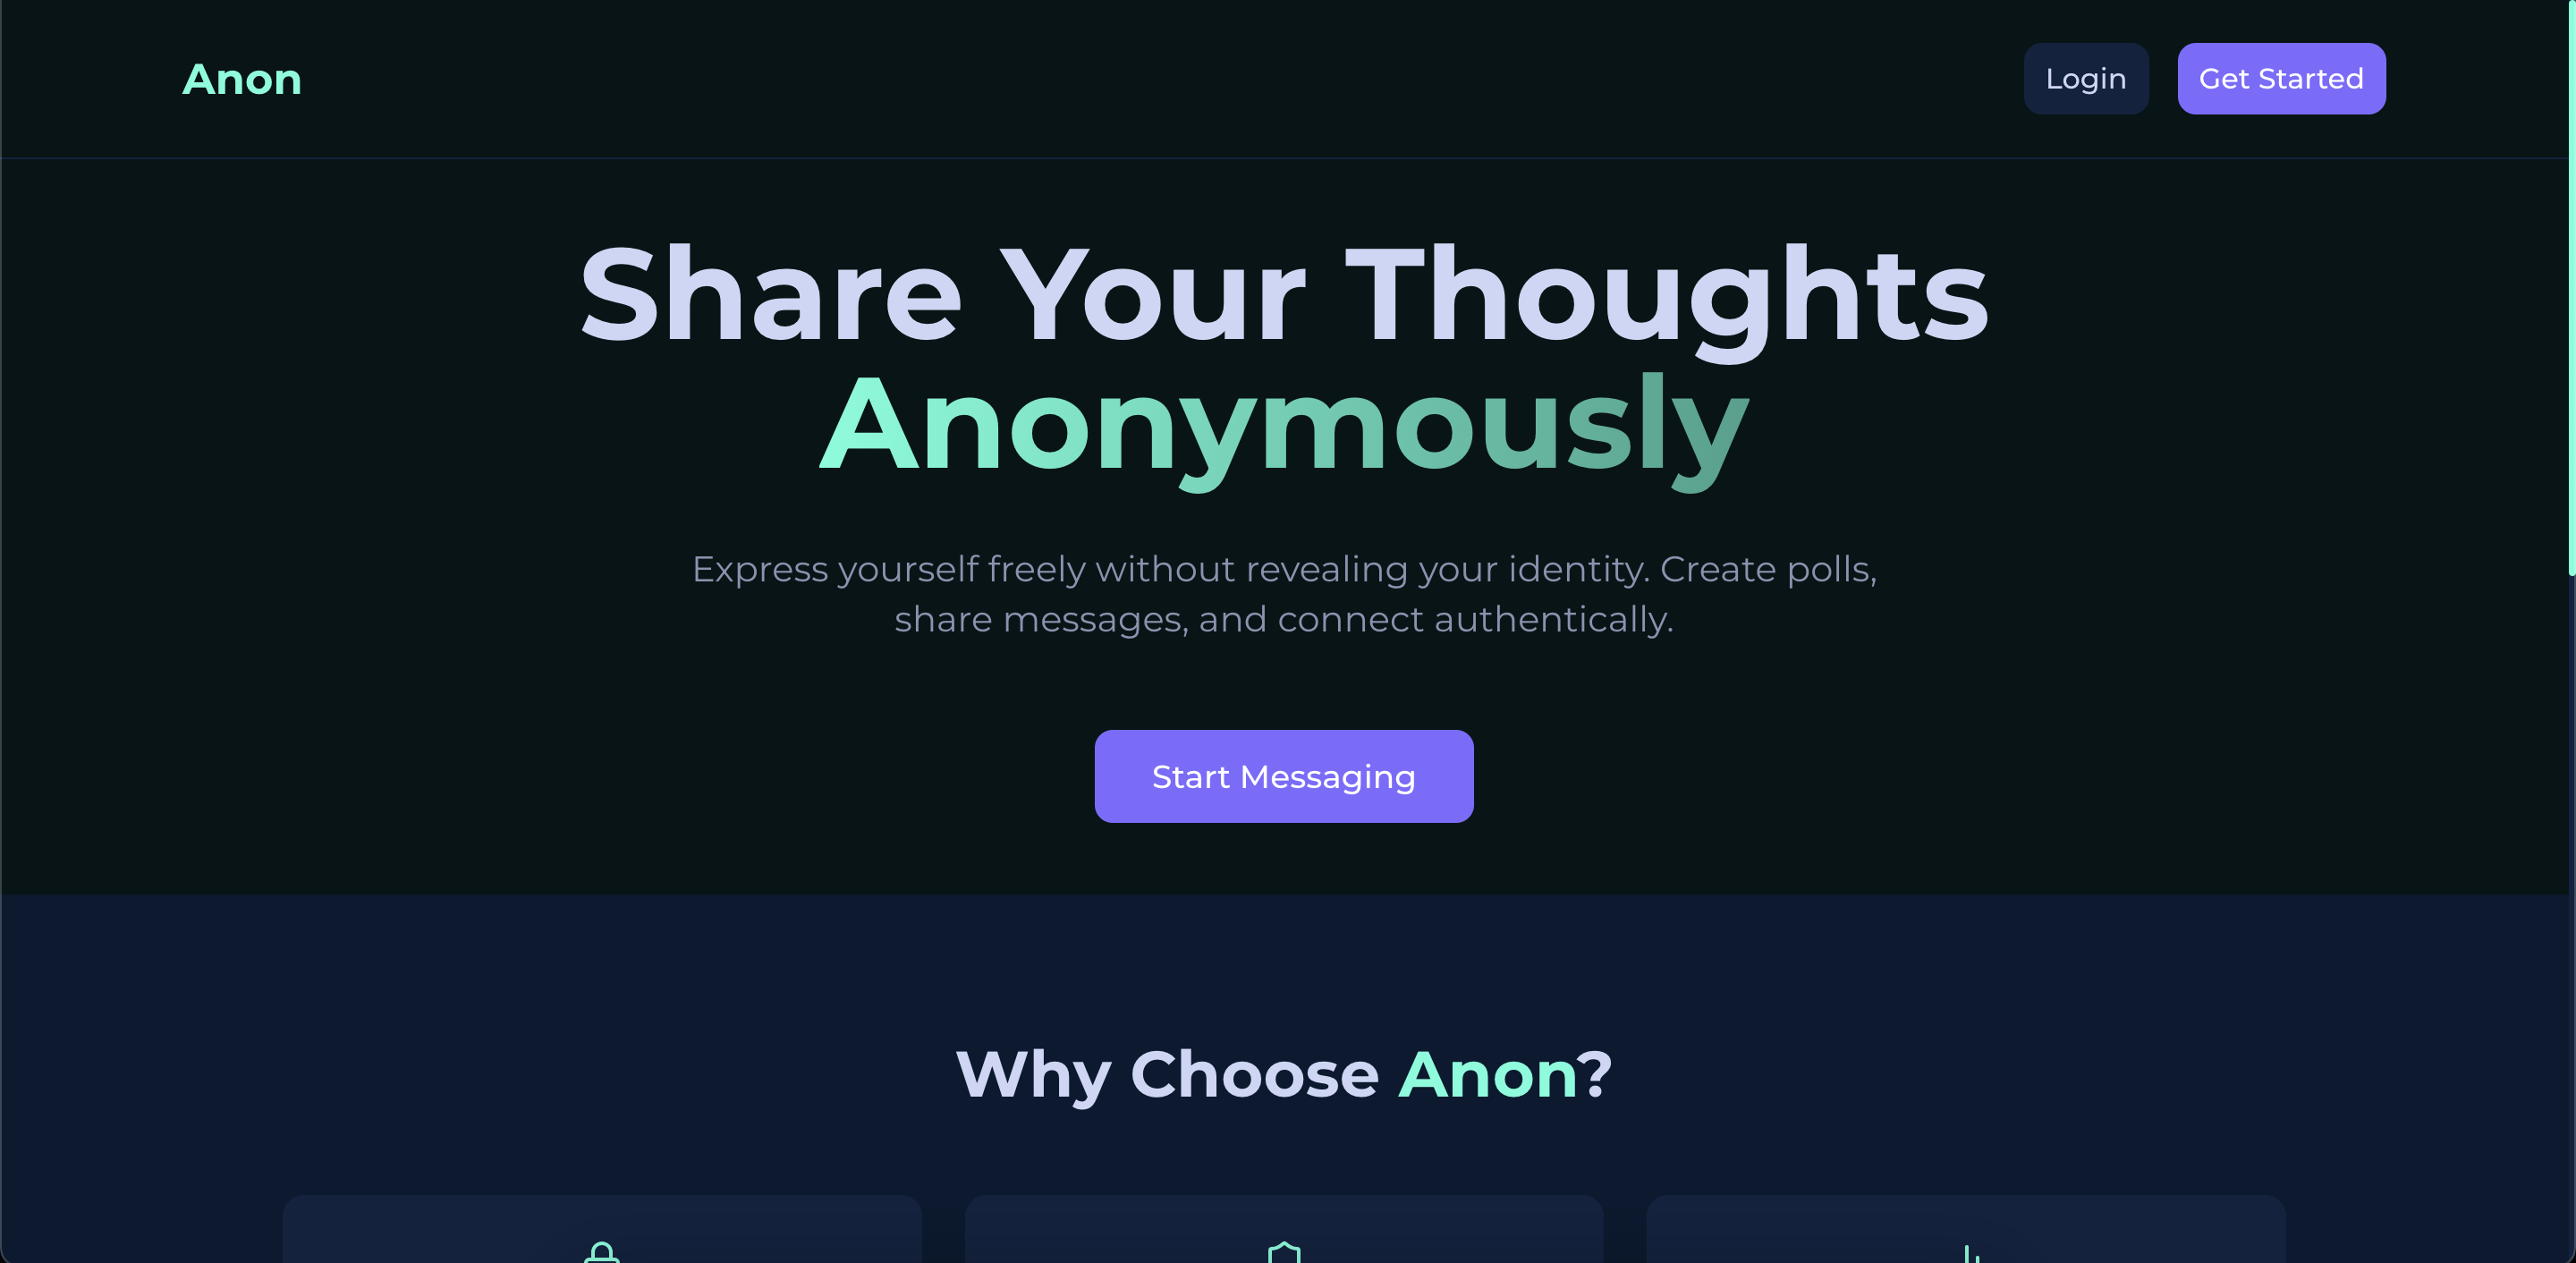 Anon
Login
Get Started
Share Your Thoughts
Anonymously
Express yourself freely without revealing your identity. Create polls,
share messages, and connect authentically.
Start Messaging
Why Choose Anon?